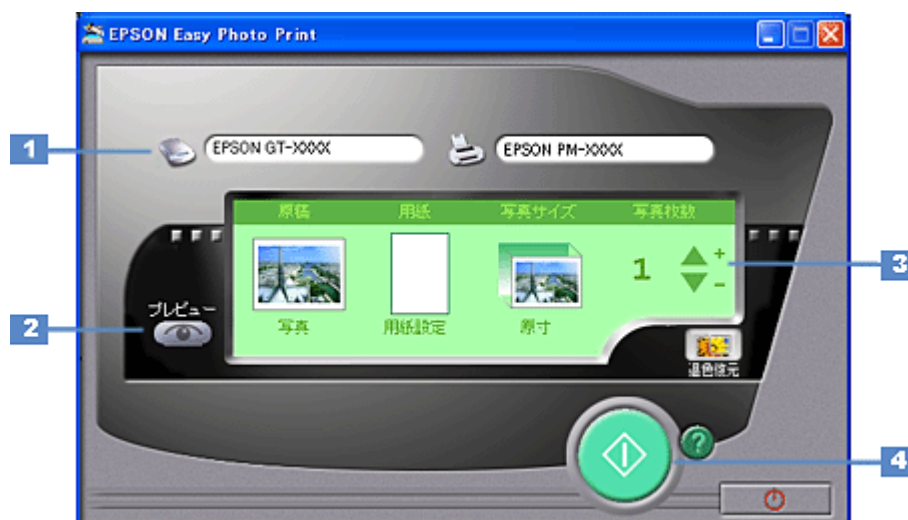 EPSON Easy Photo Print
1
EPSON GT-XXXX
EPSON PM-XXXX
原稿 用紙 写真サイズ 写真枚数
1
+
-
3
プレビュー
2
写真 用紙設定 原寸
退色復元
?
4